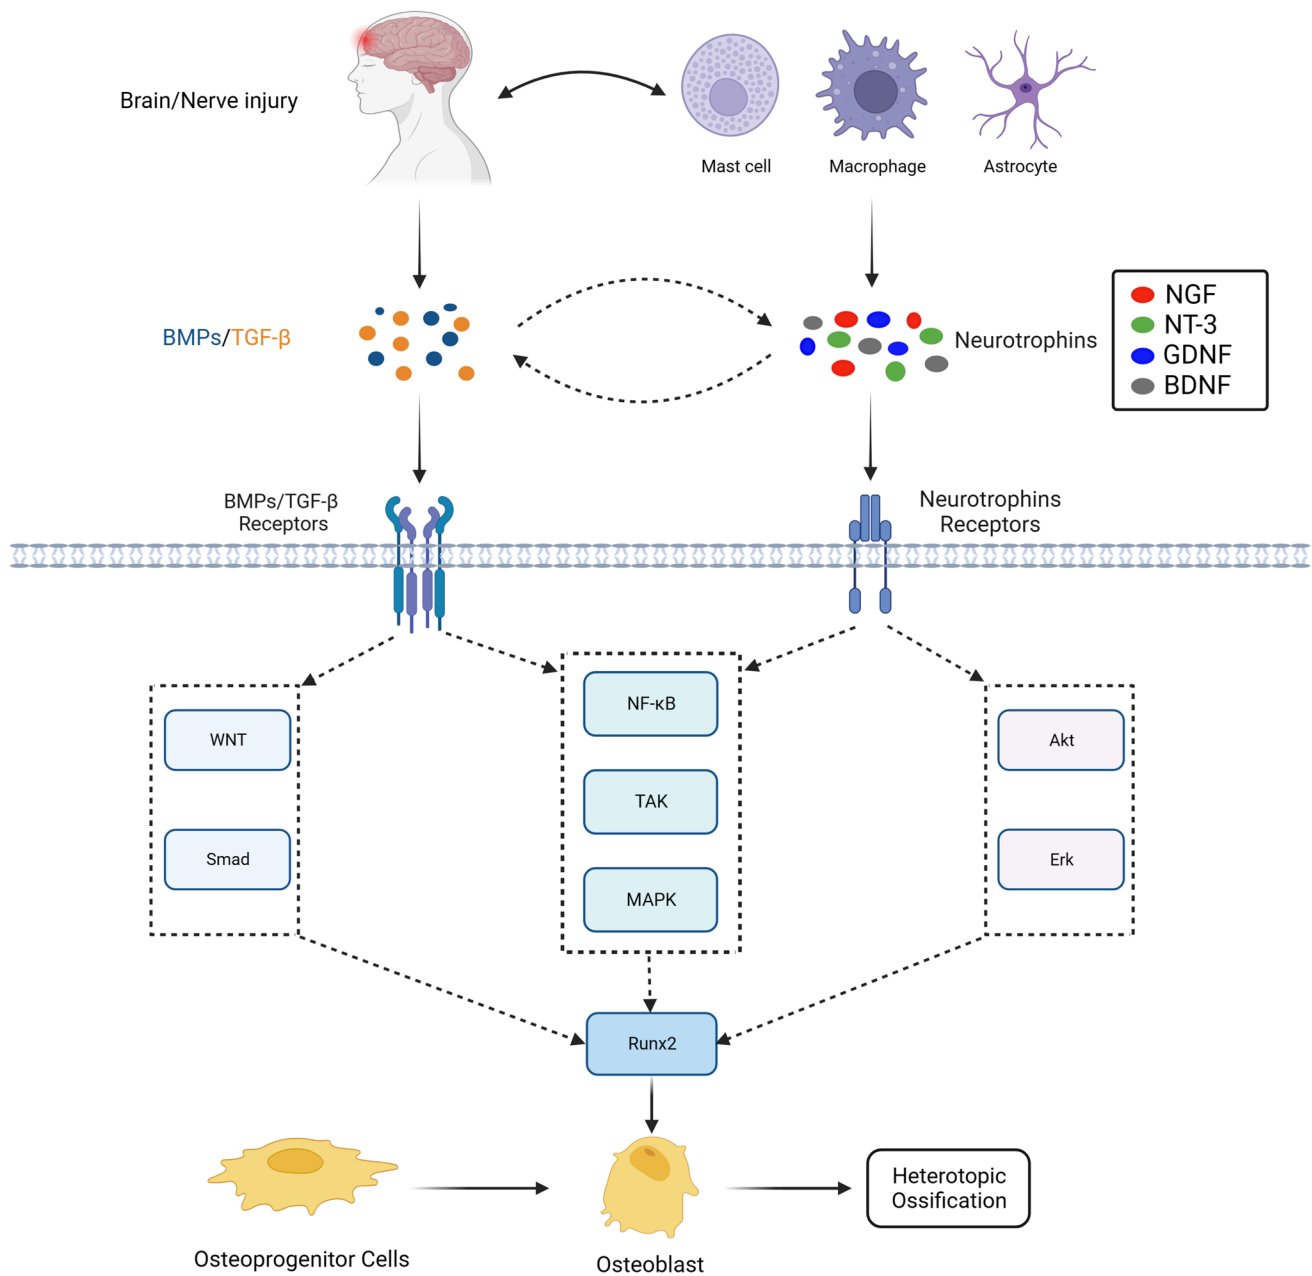 Brain/Nerve injury
Mast cell
Macrophage
Astrocyte
BMPs/TGF-β
Neurotrophins
NGF
NT-3
GDNF
BDNF
BMPs/TGF-β
Receptors
Neurotrophins
Receptors
WNT
Smad
NF-κB
TAK
MAPK
Akt
Erk
Runx2
Osteoprogenitor Cells
Osteoblast
Heterotopic
Ossification